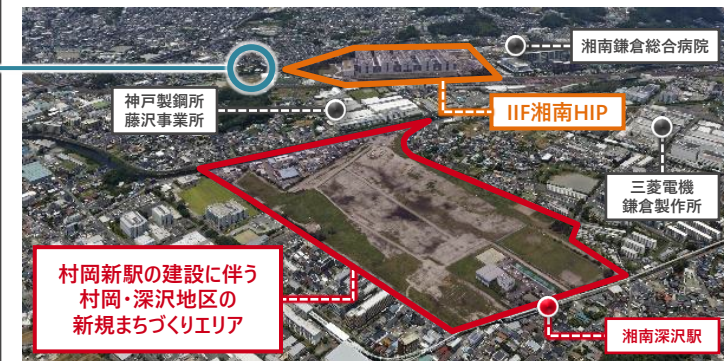 湘南鎌倉総合病院
神戸製鋼所
藤沢事業所
IIF湘南HIP
三菱電機
鎌倉製作所
村岡新駅の建設に伴う
村岡・深沢地区の
新規まちづくりエリア
湘南深沢駅